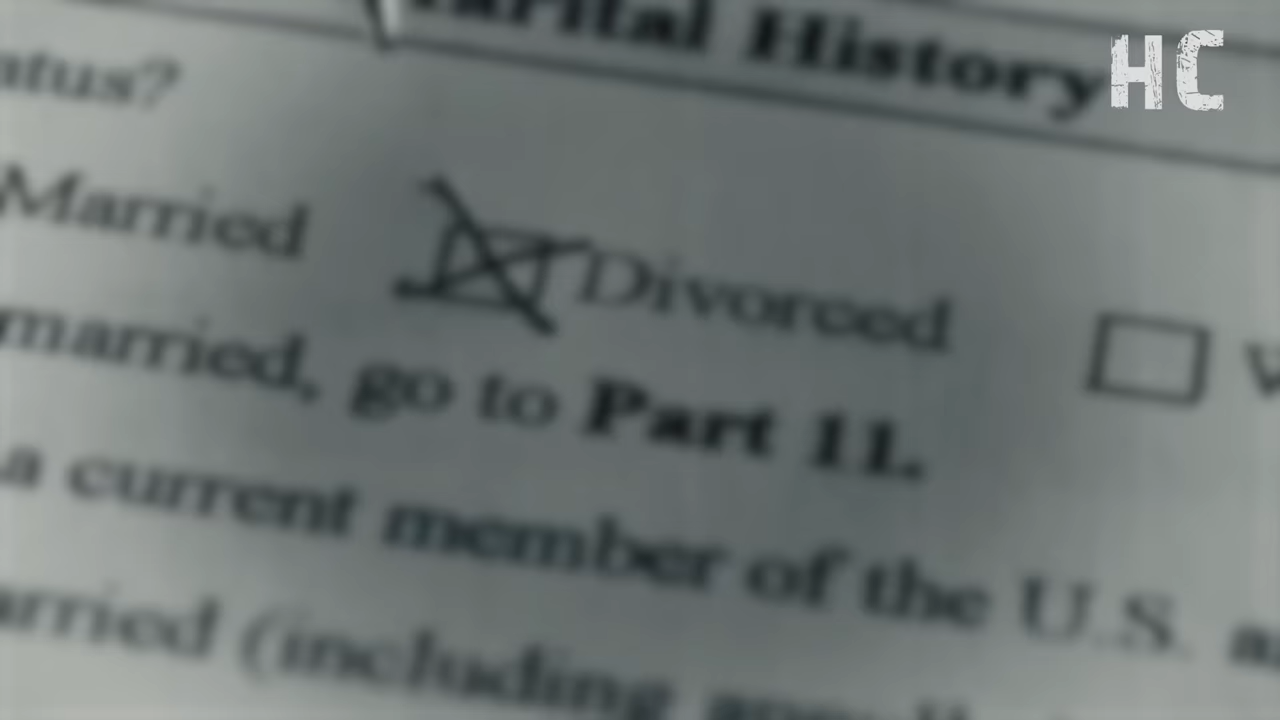 arital History
HC
atus?
Married Divorced
married, go to Part 11.
a current member of the U.S.
arried (including